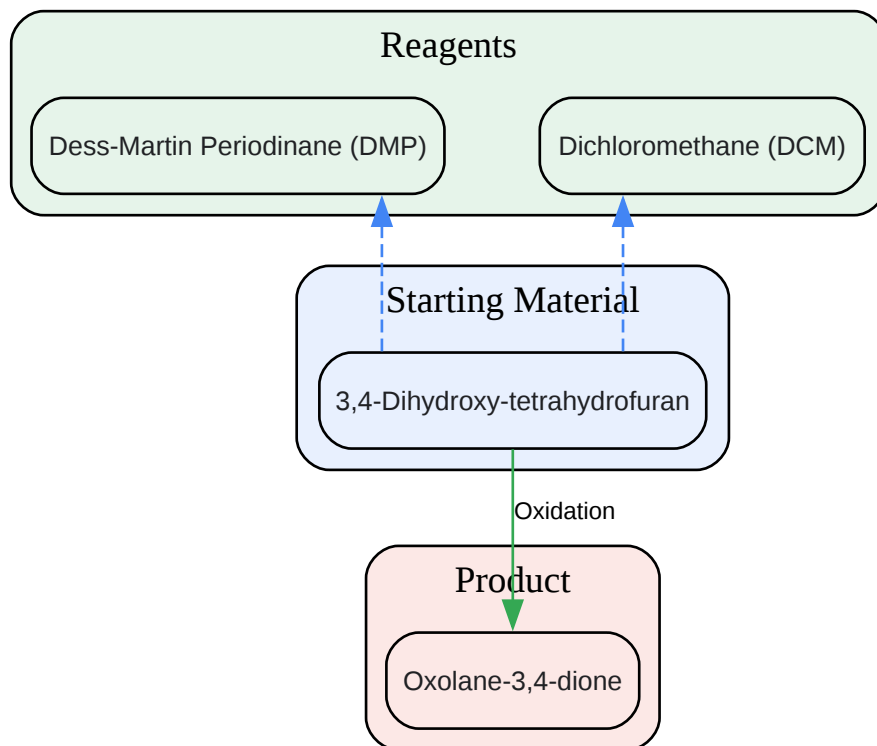 Reagents
Dess-Martin Periodinane (DMP)
Dichloromethane (DCM)
Starting Material
3,4-Dihydroxy-tetrahydrofuran
Oxidation
Product
Oxolane-3,4-dione